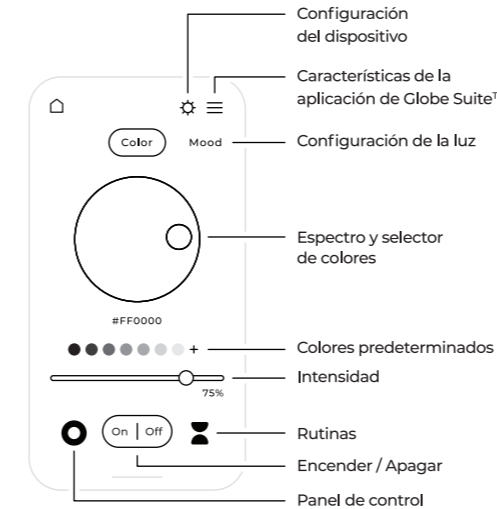 Configuración
del dispositivo
Características de la
aplicación de Globe Suite™
Color
Mood
Configuración de la luz
Espectro y selector
de colores
#FF0000
+
Colores predeterminados
Intensidad
75%
On | Off
Rutinas
Encender / Apagar
Panel de control